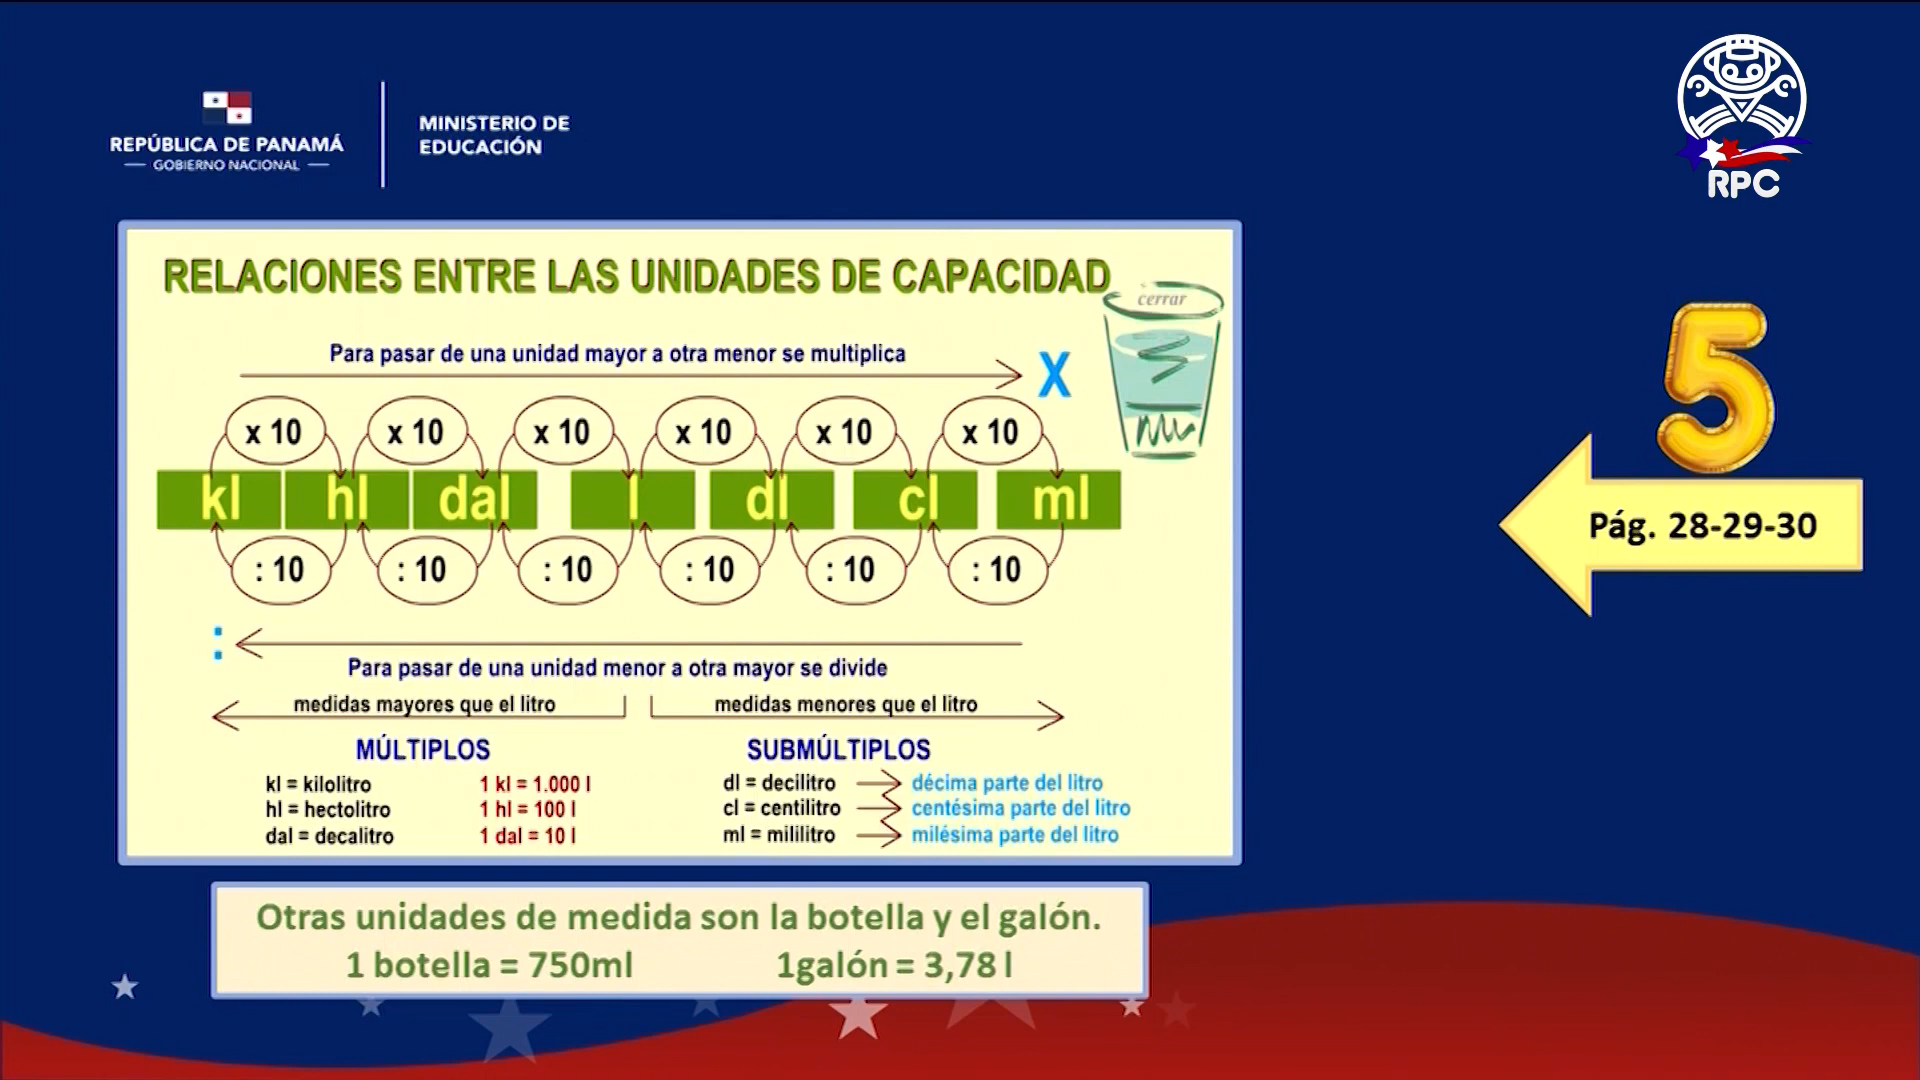 REPÚBLICA DE PANAMÁ
GOBIERNO NACIONAL
MINISTERIO DE
EDUCACIÓN
RPC
RELACIONES ENTRE LAS UNIDADES DE CAPACIDAD
cerrar
Para pasar de una unidad mayor a otra menor se multiplica
X
x 10 x 10 x 10 x 10 x 10 x 10
kl hl dal l dl cl ml
: 10 : 10 : 10 : 10 : 10 : 10
:
Para pasar de una unidad menor a otra mayor se divide
medidas mayores que el litro medidas menores que el litro
MÚLTIPLOS SUBMÚLTIPLOS
kl = kilolitro 1 kl = 1.000 l dl = decilitro décima parte del litro
hl = hectolitro 1 hl = 100 l cl = centilitro centésima parte del litro
dal = decalitro 1 dal = 10 l ml = mililitro milésima parte del litro
5
Pág. 28-29-30
Otras unidades de medida son la botella y el galón.
1 botella = 750ml 1galón = 3,78 l